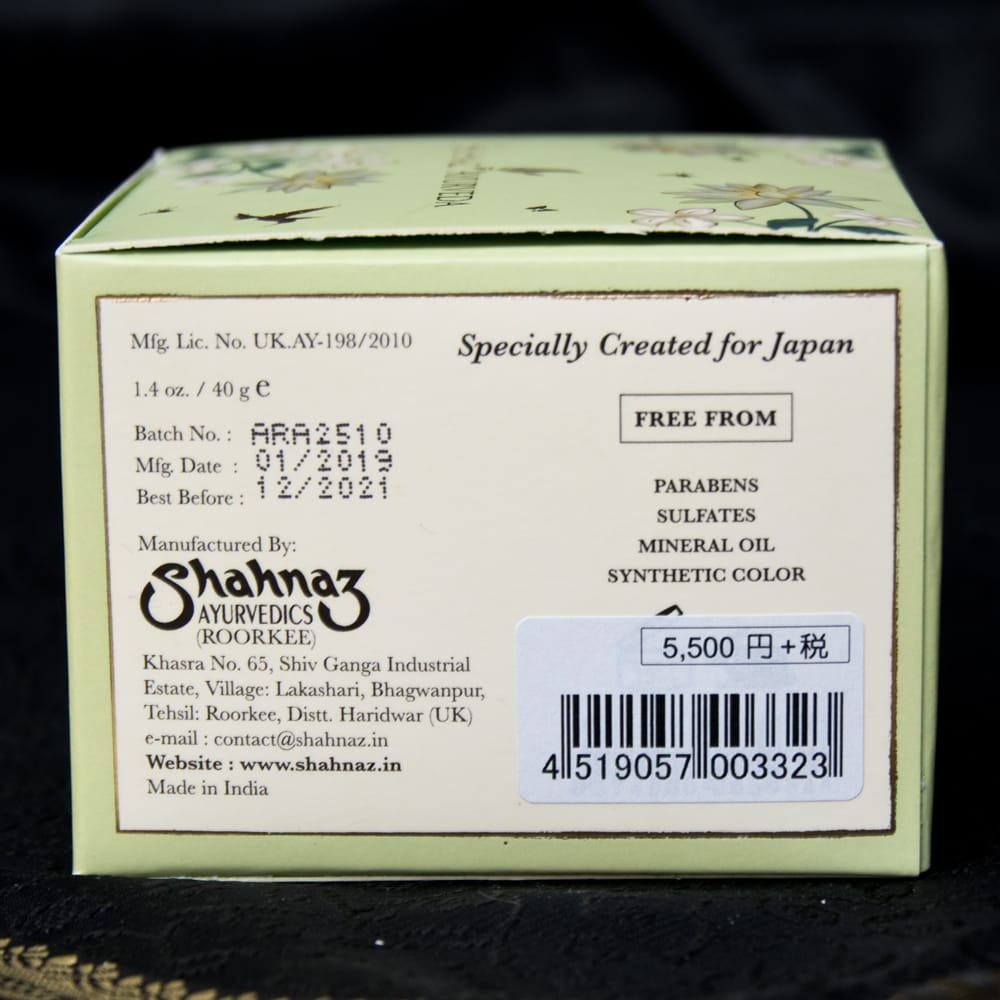 AYURVEDA
Mfg. Lic. No. UK.AY-198/2010
Specially Created for Japan
1.4 oz. / 40 g ℮
FREE FROM
Batch No. : ARA2510
Mfg. Date : 01/2019
Best Before : 12/2021
PARABENS
SULFATES
MINERAL OIL
SYNTHETIC COLOR
Manufactured By:
Shahnaz
AYURVEDICS
(ROORKEE)
Khasra No. 65, Shiv Ganga Industrial
Estate, Village: Lakashari, Bhagwanpur,
Tehsil: Roorkee, Distt. Haridwar (UK)
e-mail : contact@shahnaz.in
Website : www.shahnaz.in
Made in India
5,500 円+税
4 519057 003323